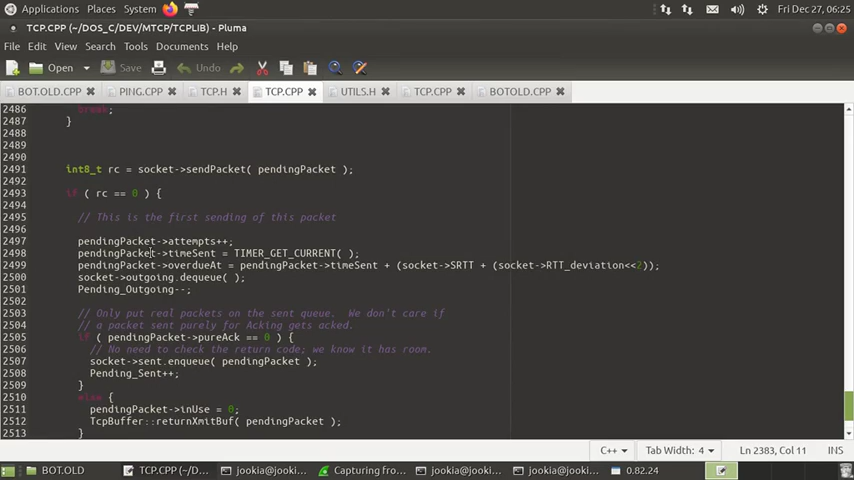 Applications Places System Fri Dec 27, 06:25
TCP.CPP (~/DOS_C/DEV/MTCP/TCPLIB) - Pluma
File Edit View Search Tools Documents Help
Open Save Undo
BOT.OLD.CPP PING.CPP TCP.H TCP.CPP UTILS.H TCP.CPP BOTOLD.CPP
2486 break;
2487 }
2488
2489
2490
2491 int8_t rc = socket->sendPacket( pendingPacket );
2492
2493 if ( rc == 0 ) {
2494
2495 // This is the first sending of this packet
2496
2497 pendingPacket->attempts++;
2498 pendingPacket->timeSent = TIMER_GET_CURRENT( );
2499 pendingPacket->overdueAt = pendingPacket->timeSent + (socket->SRTT + (socket->RTT_deviation<<2));
2500 socket->outgoing.dequeue( );
2501 Pending_Outgoing--;
2502
2503 // Only put real packets on the sent queue.  We don't care if
2504 // a packet sent purely for Acking gets acked.
2505 if ( pendingPacket->pureAck == 0 ) {
2506 // No need to check the return code; we know it has room.
2507 socket->sent.enqueue( pendingPacket );
2508 Pending_Sent++;
2509 }
2510 else {
2511 pendingPacket->inUse = 0;
2512 TcpBuffer::returnXmitBuf( pendingPacket );
2513 }
C++ Tab Width: 4 Ln 2383, Col 11 INS
BOT.OLD TCP.CPP (~/D... jookia@jooki... Capturing fro... jookia@jooki... jookia@jooki... 0.82.24